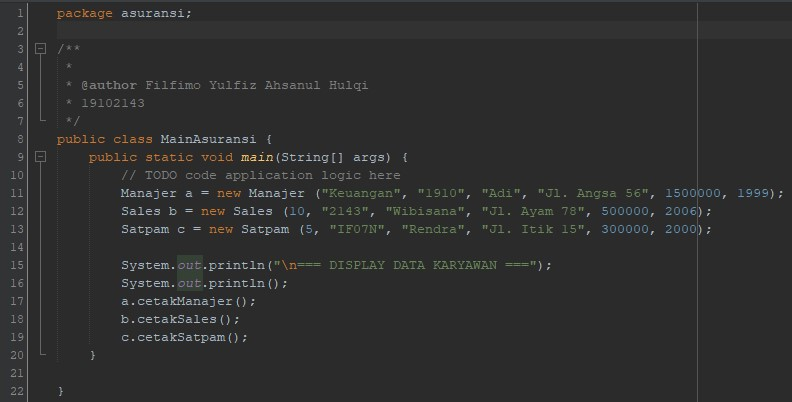 1 package asuransi;
2
3 /**
4 *
5 * @author Filfimo Yulfiz Ahsanul Hulqi
6 * 19102143
7 */
8 public class MainAsuransi {
9 public static void main(String[] args) {
10 // TODO code application logic here
11 Manajer a = new Manajer ("Keuangan", "1910", "Adi", "Jl. Angsa 56", 1500000, 1999);
12 Sales b = new Sales (10, "2143", "Wibisana", "Jl. Ayam 78", 500000, 2006);
13 Satpam c = new Satpam (5, "IF07N", "Rendra", "Jl. Itik 15", 300000, 2000);
14
15 System.out.println("\n=== DISPLAY DATA KARYAWAN ===");
16 System.out.println();
17 a.cetakManajer();
18 b.cetakSales();
19 c.cetakSatpam();
20 }
21
22 }